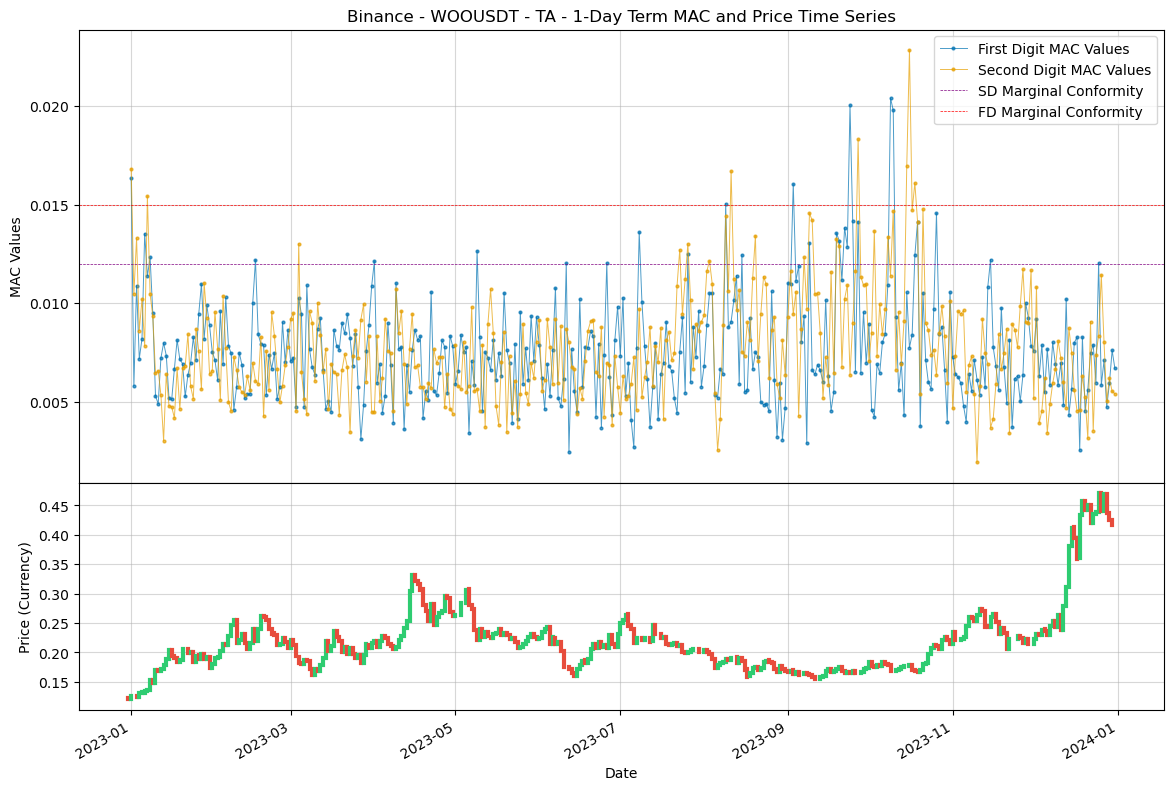 Binance - WOOUSDT - TA - 1-Day Term MAC and Price Time Series
First Digit MAC Values
Second Digit MAC Values
SD Marginal Conformity
FD Marginal Conformity
MAC Values
0.020
0.015
0.010
0.005
Price (Currency)
0.45
0.40
0.35
0.30
0.25
0.20
0.15
2023-01
2023-03
2023-05
2023-07
2023-09
2023-11
2024-01
Date